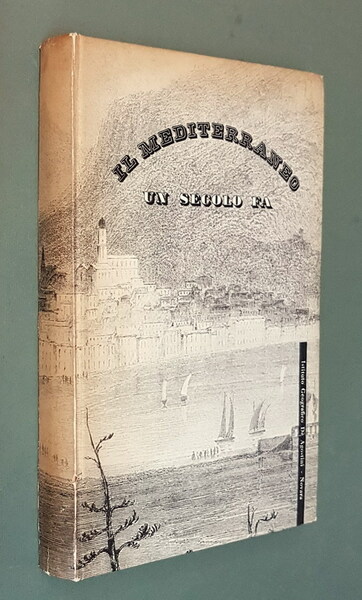 IL MEDITERRANEO
UN SECOLO FA
Istituto Geografico De Agostini - Novara